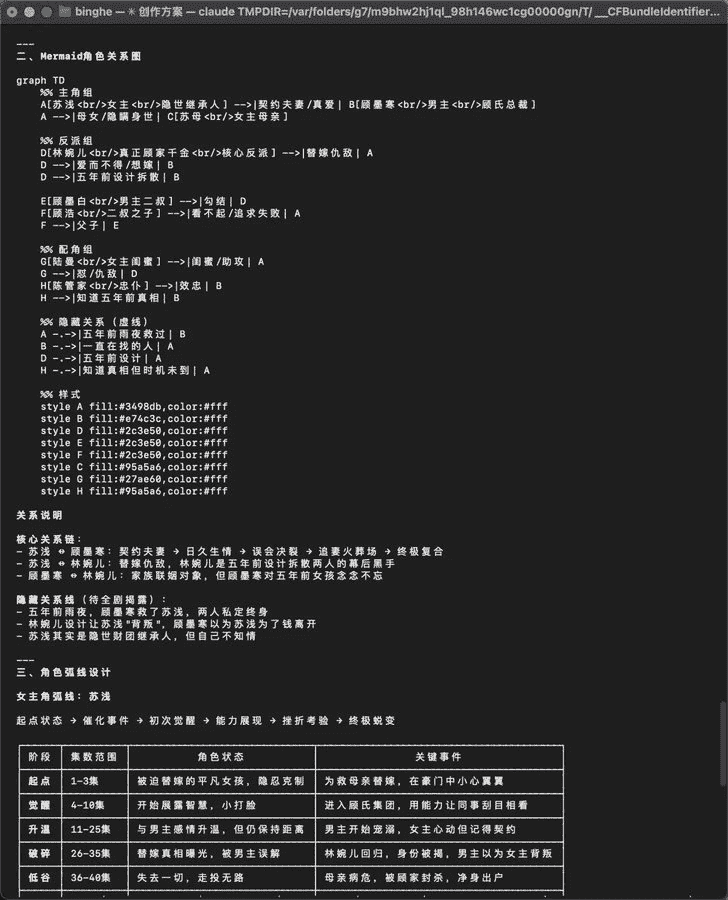 binghe — ✳ 创作方案 — claude TMPDIR=/var/folders/g7/m9bhw2hj1ql_98h146wc1cg00000gn/T/ __CFBundleIdentifier...
---
二、Mermaid角色关系图
graph TD
%% 主角组
A[苏浅<br/>女主<br/>隐世继承人] -->|契约夫妻/真爱| B[顾墨寒<br/>男主<br/>顾氏总裁]
A -->|母女/隐瞒身世| C[苏母<br/>女主母亲]
%% 反派组
D[林婉儿<br/>真正顾家千金<br/>核心反派] -->|替嫁仇敌| A
D -->|爱而不得/想嫁| B
D -->|五年前设计拆散| B
E[顾墨白<br/>男主二叔] -->|勾结| D
F[顾浩<br/>二叔之子] -->|看不起/追求失败| A
F -->|父子| E
%% 配角组
G[陆曼<br/>女主闺蜜] -->|闺蜜/助攻| A
G -->|怼/仇敌| D
H[陈管家<br/>忠仆] -->|效忠| B
H -->|知道五年前真相| B
%% 隐藏关系（虚线）
A -.->|五年前雨夜救过| B
B -.->|一直在找的人| A
D -.->|五年前设计| A
H -.->|知道真相但时机未到| A
%% 样式
style A fill:#3498db,color:#fff
style B fill:#e74c3c,color:#fff
style D fill:#2c3e50,color:#fff
style E fill:#2c3e50,color:#fff
style F fill:#2c3e50,color:#fff
style C fill:#95a5a6,color:#fff
style G fill:#27ae60,color:#fff
style H fill:#95a5a6,color:#fff
关系说明
核心关系链：
- 苏浅 ↔ 顾墨寒：契约夫妻 → 日久生情 → 误会决裂 → 追妻火葬场 → 终极复合
- 苏浅 ↔ 林婉儿：替嫁仇敌，林婉儿是五年前设计拆散两人的幕后黑手
- 顾墨寒 ↔ 林婉儿：家族联姻对象，但顾墨寒对五年前女孩念念不忘
隐藏关系线（待全剧揭露）：
- 五年前雨夜，顾墨寒救了苏浅，两人私定终身
- 林婉儿设计让苏浅"背叛"，顾墨寒以为苏浅为了钱离开
- 苏浅其实是隐世财团继承人，但自己不知情
---
三、角色弧线设计
女主角弧线：苏浅
起点状态 → 催化事件 → 初次觉醒 → 能力展现 → 挫折考验 → 终极蜕变
阶段 集数范围 角色状态 关键事件
起点 1-3集 被迫替嫁的平凡女孩，隐忍克制 为救母亲替嫁，在豪门中小心翼翼
觉醒 4-10集 开始展露智慧，小打脸 进入顾氏集团，用能力让同事刮目相看
升温 11-25集 与男主感情升温，但仍保持距离 男主开始宠溺，女主心动但记得契约
破碎 26-35集 替嫁真相曝光，被男主误解 林婉儿回归，身份被揭，男主以为女主背叛
低谷 36-40集 失去一切，走投无路 母亲病危，被顾家封杀，净身出户